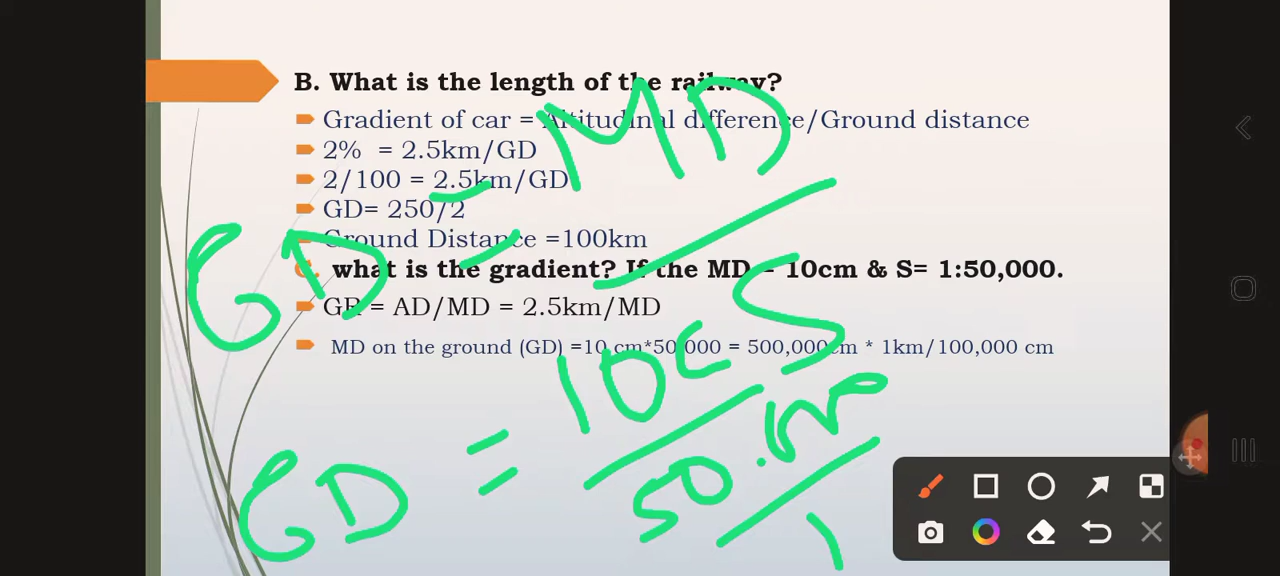 B. What is the length of the railway?
Gradient of car = Altitudinal difference/Ground distance
2% = 2.5km/GD
2/100 = 2.5km/GD
GD= 250/2
Ground Distance =100km
C. what is the gradient? If the MD = 10cm & S= 1:50,000.
GR = AD/MD = 2.5km/MD
MD on the ground (GD) =10 cm*50,000 = 500,000cm * 1km/100,000 cm
GD = MD
S
GD = 10c
50.